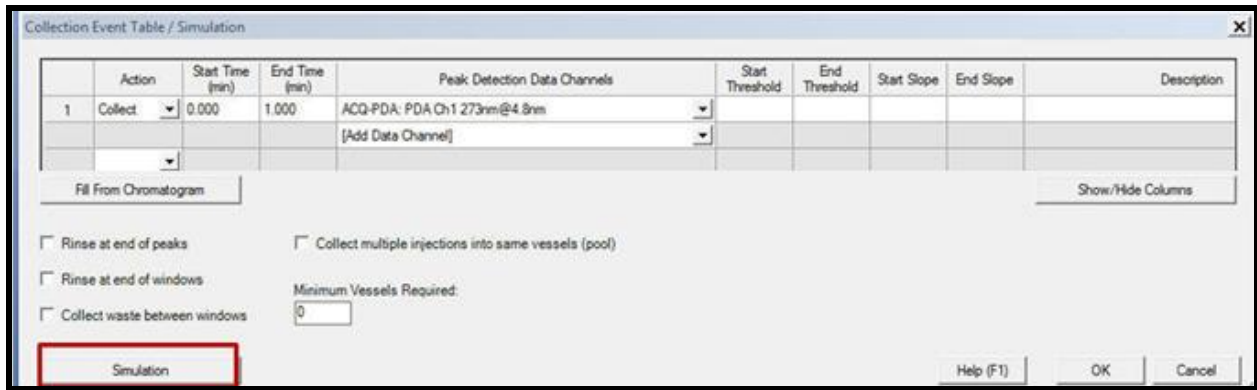 Collection Event Table / Simulation
Action Start Time (min) End Time (min) Peak Detection Data Channels Start Threshold End Threshold Start Slope End Slope Description
1 Collect 0.000 1.000 ACQ-PDA: PDA Ch1 273nm@4.8nm
[Add Data Channel]
Fill From Chromatogram Show/Hide Columns
Rinse at end of peaks Collect multiple injections into same vessels (pool)
Rinse at end of windows
Minimum Vessels Required:
Collect waste between windows 0
Simulation Help (F1) OK Cancel